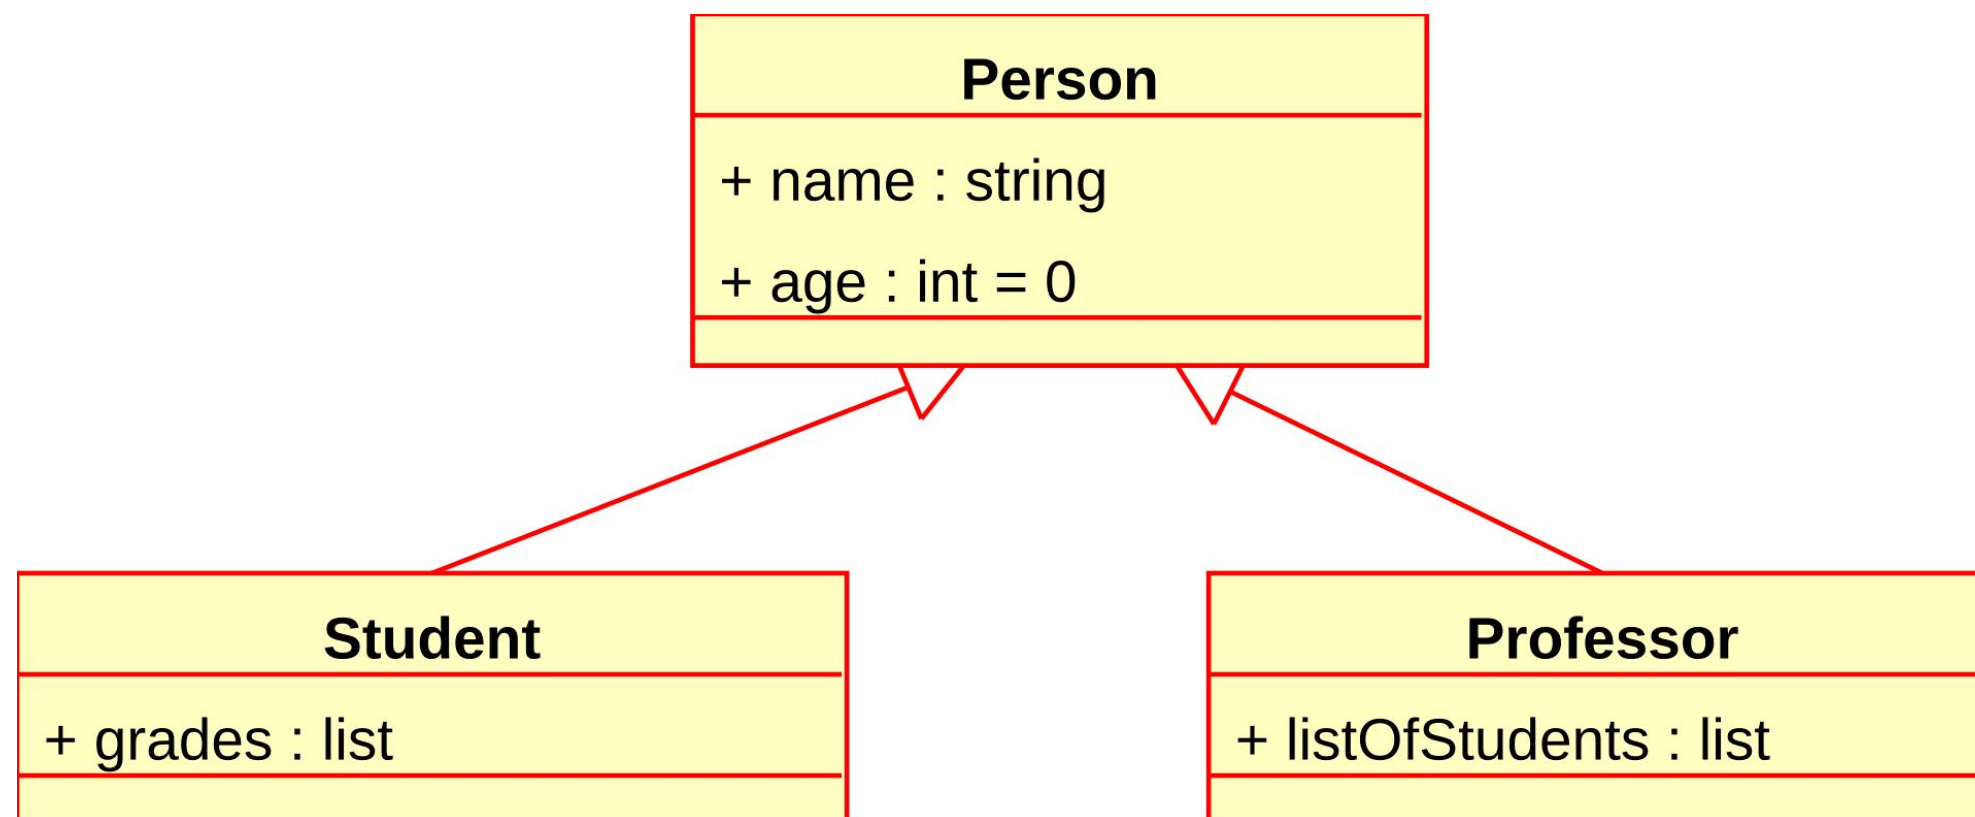 Person
+ name : string
+ age : int = 0
Student
+ grades : list
Professor
+ listOfStudents : list